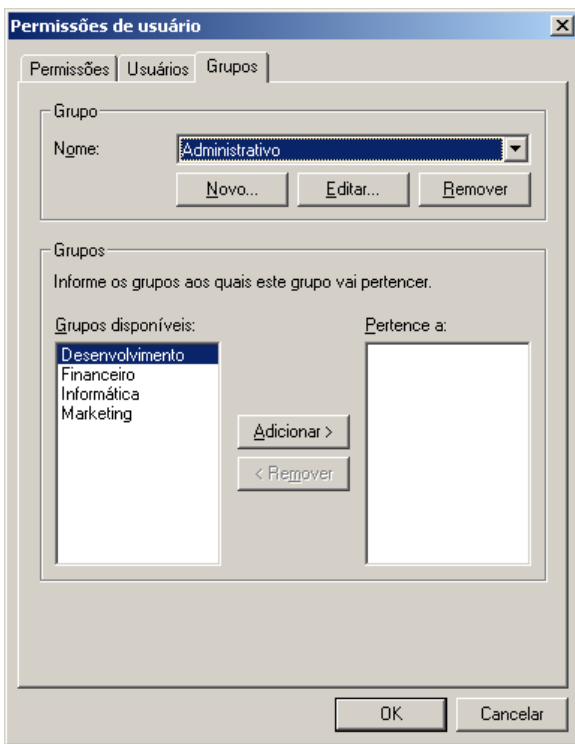 Permissões de usuário
Permissões Usuários Grupos
Grupo
Nome: Administrativo
Novo... Editar... Remover
Grupos
Informe os grupos aos quais este grupo vai pertencer.
Grupos disponíveis: Pertence a:
Desenvolvimento
Financeiro
Informática
Marketing
Adicionar >
< Remover
OK Cancelar